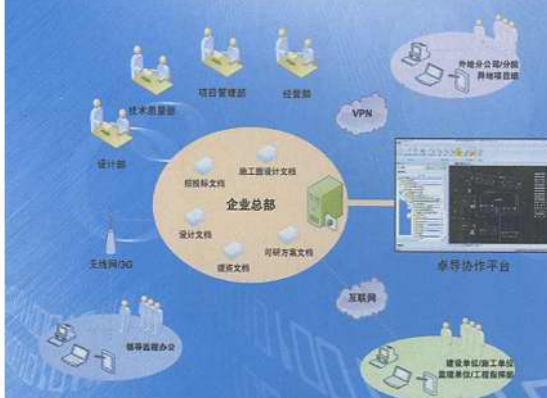 外地分公司/分院
异地项目组
项目管理部
经营部
技术质量部
VPN
设计部
招投标文档
施工图设计文档
企业总部
设计文档
可研方案文档
提资文档
无线网/3G
卓导协作平台
互联网
领导远程办公
建设单位/施工单位
监理单位/工程指挥部